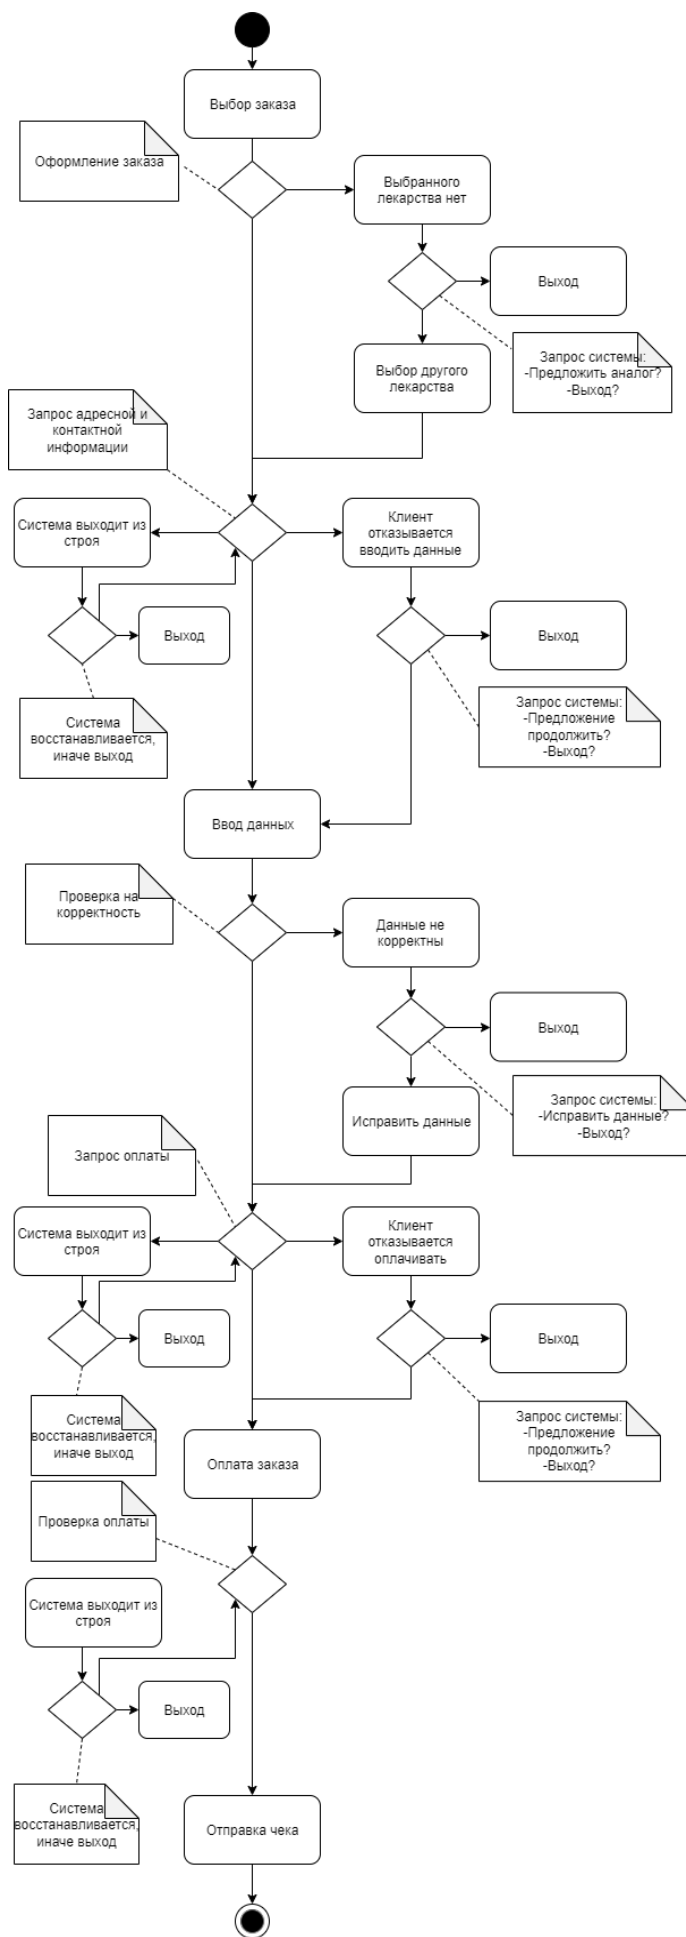 Выбор заказа
Оформление заказа
Выбранного
лекарства нет
Выход
Запрос системы:
-Предложить аналог?
-Выход?
Выбор другого
лекарства
Запрос адресной и
контактной
информации
Система выходит из
строя
Клиент
отказывается
вводить данные
Выход
Выход
Система
восстанавливается,
иначе выход
Запрос системы:
-Предложение
продолжить?
-Выход?
Ввод данных
Проверка на
корректность
Данные не
корректны
Выход
Исправить данные
Запрос системы:
-Исправить данные?
-Выход?
Запрос оплаты
Система выходит из
строя
Клиент
отказывается
оплачивать
Выход
Выход
Система
восстанавливается,
иначе выход
Запрос системы:
-Предложение
продолжить?
-Выход?
Оплата заказа
Проверка оплаты
Система выходит из
строя
Выход
Система
восстанавливается,
иначе выход
Отправка чека